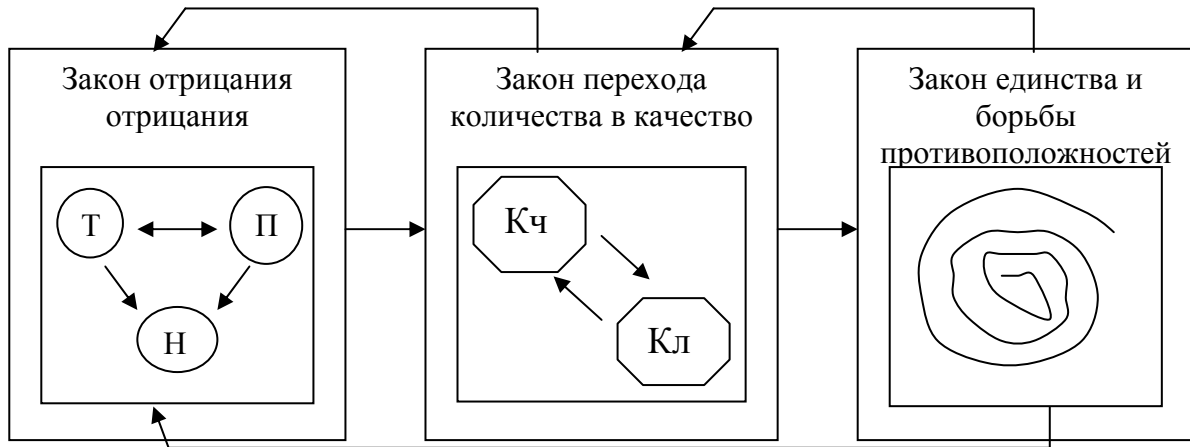 Закон отрицания
отрицания
Т
П
Н
Закон перехода
количества в качество
Кч
Кл
Закон единства и
борьбы
противоположностей